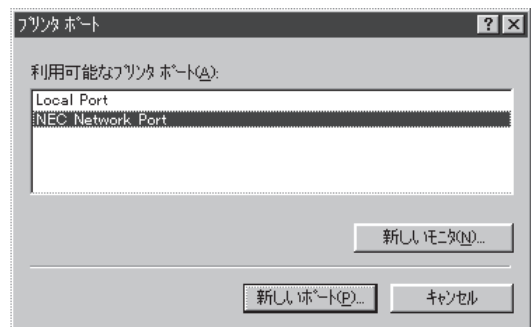 プリンタ ポート
利用可能なプリンタ ポート(A):
Local Port
NEC Network Port
新しいモニタ(N)...
新しいポート(P)...
キャンセル